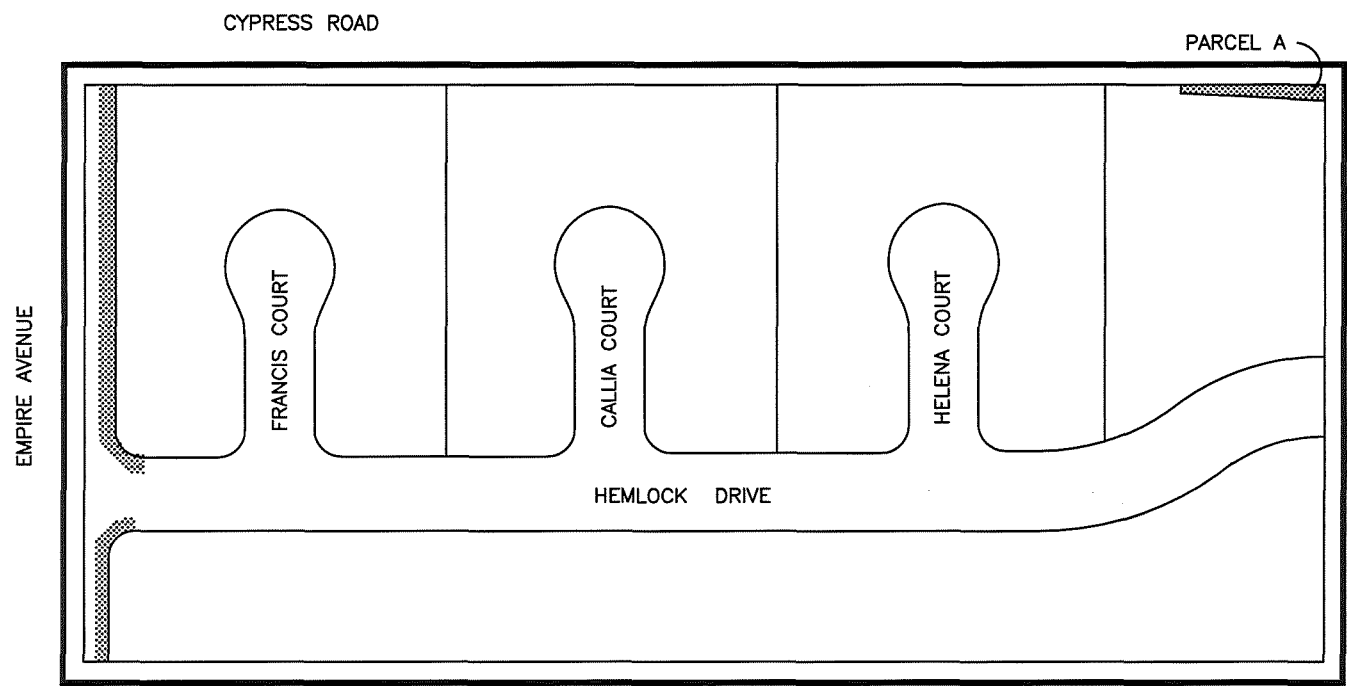 CYPRESS ROAD
PARCEL A
EMPIRE AVENUE
FRANCIS COURT
CALLIA COURT
HELENA COURT
HEMLOCK DRIVE